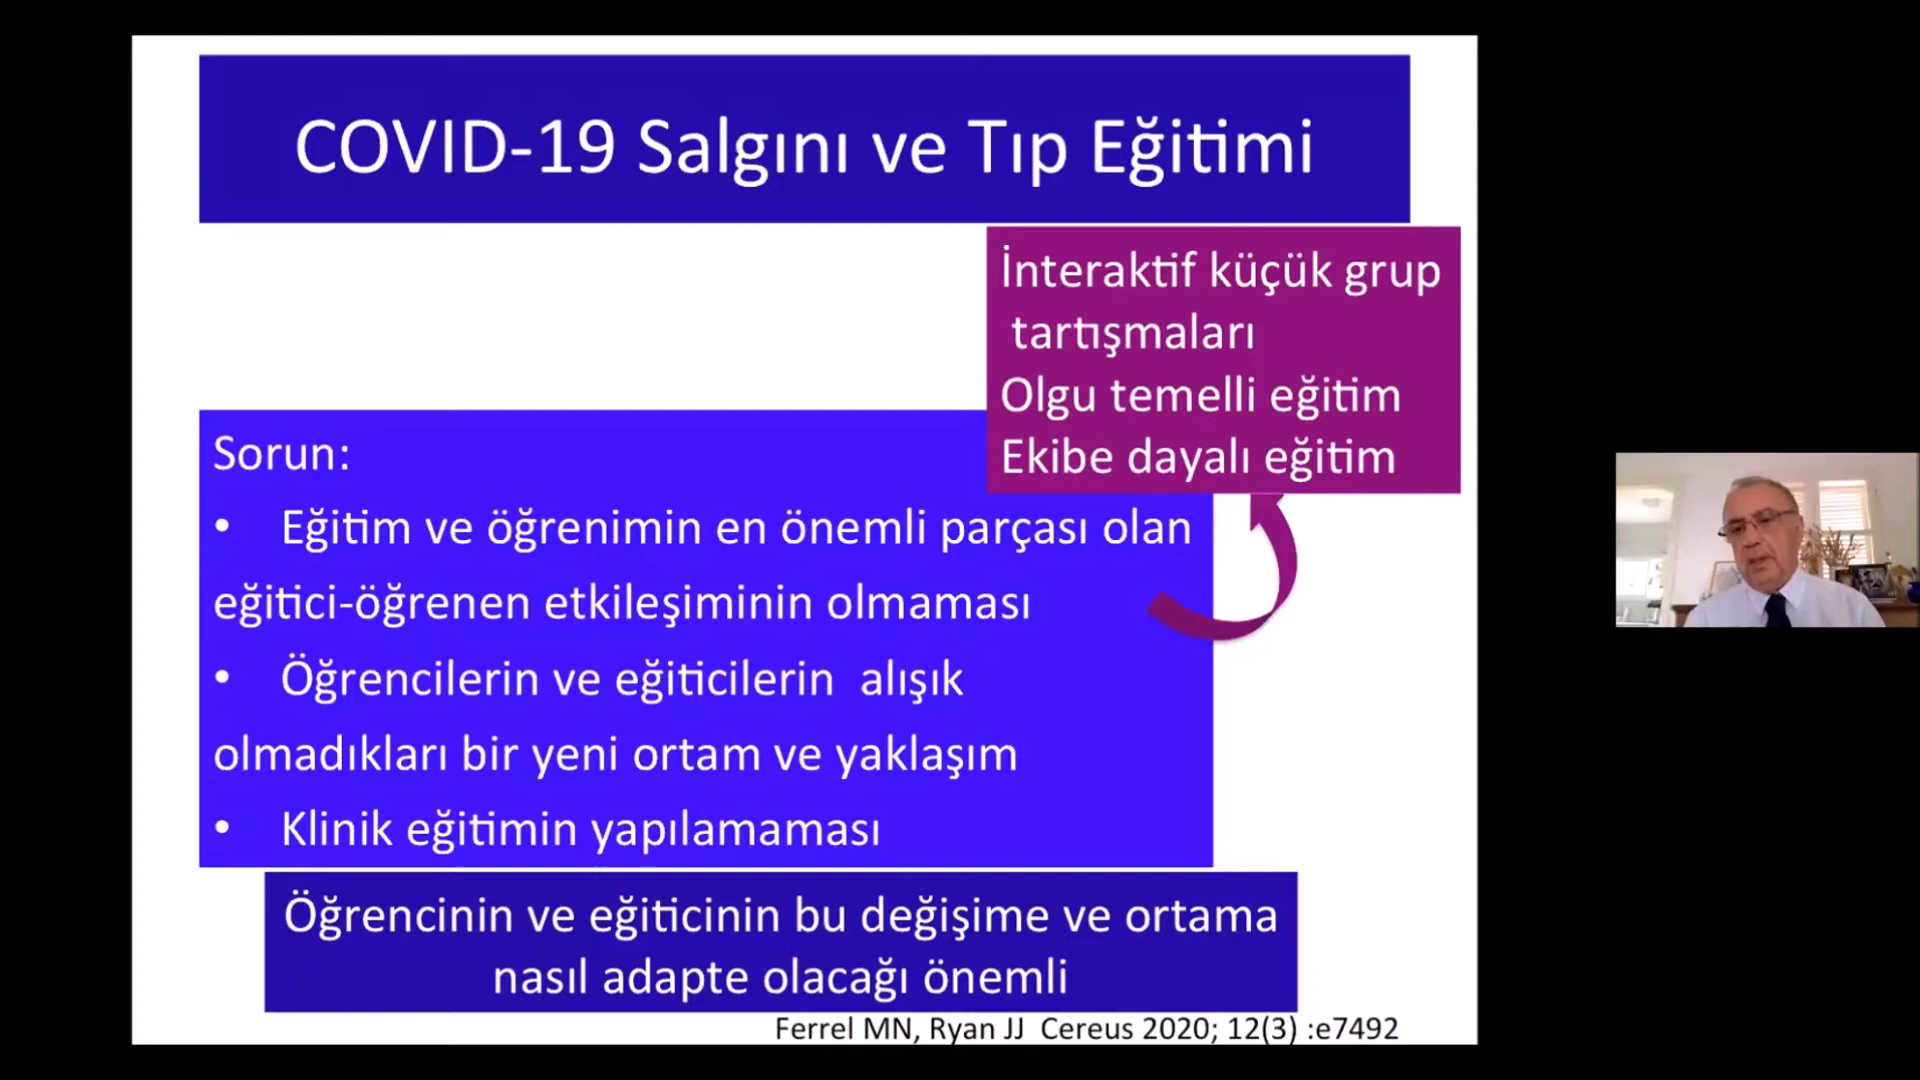 COVID-19 Salgını ve Tıp Eğitimi
İnteraktif küçük grup
tartışmaları
Olgu temelli eğitim
Ekibe dayalı eğitim
Sorun:
• Eğitim ve öğrenimin en önemli parçası olan
eğitici-öğrenen etkileşiminin olmaması
• Öğrencilerin ve eğiticilerin alışık
olmadıkları bir yeni ortam ve yaklaşım
• Klinik eğitimin yapılamaması
Öğrencinin ve eğiticinin bu değişime ve ortama
nasıl adapte olacağı önemli
Ferrel MN, Ryan JJ Cereus 2020; 12(3) :e7492